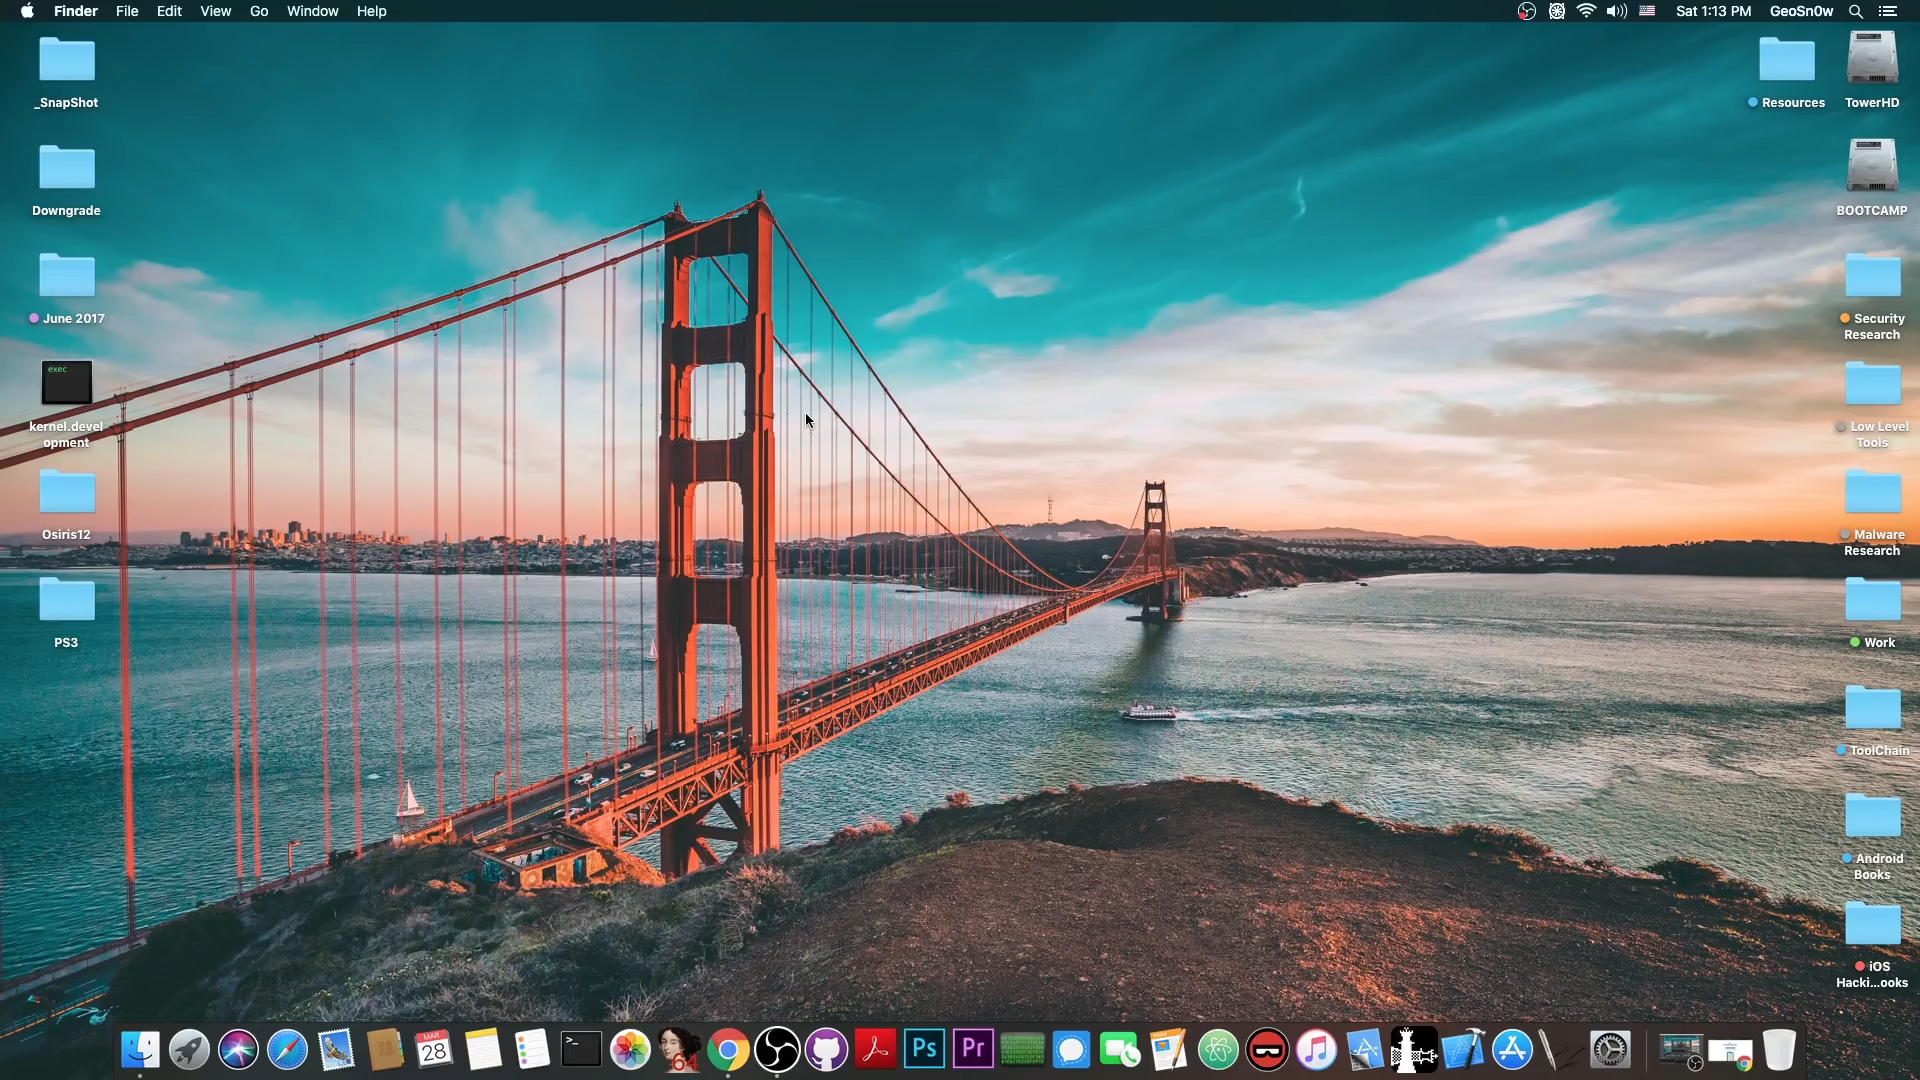 Finder File Edit View Go Window Help Sat 1:13 PM GeoSn0w
_SnapShot
Downgrade
June 2017
exec
kernel.devel
opment
Osiris12
PS3
Resources
TowerHD
BOOTCAMP
Security
Research
Low Level
Tools
Malware
Research
Work
ToolChain
Android
Books
iOS
Hacki...ooks
MAR
28
>_
64
Ps
Pr